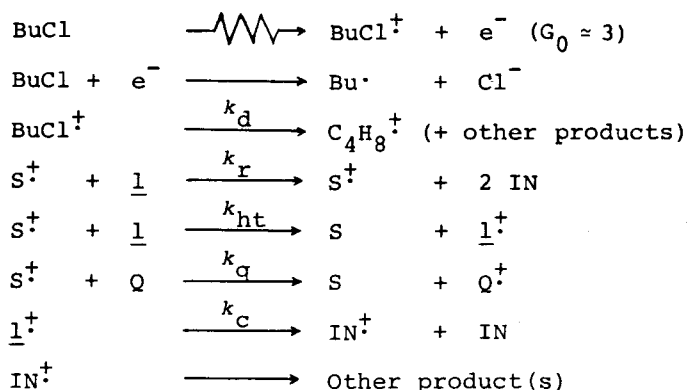 BuCl → BuCl⁺· + e⁻ (G₀ ≃ 3)
BuCl + e⁻ → Bu· + Cl⁻
BuCl⁺· k_d → C₄H₈⁺· (+ other products)
S⁺· + 1 k_r → S⁺· + 2 IN
S⁺· + 1 k_ht → S + 1⁺·
S⁺· + Q k_q → S + Q⁺·
1⁺· k_c → IN⁺· + IN
IN⁺· → Other product(s)